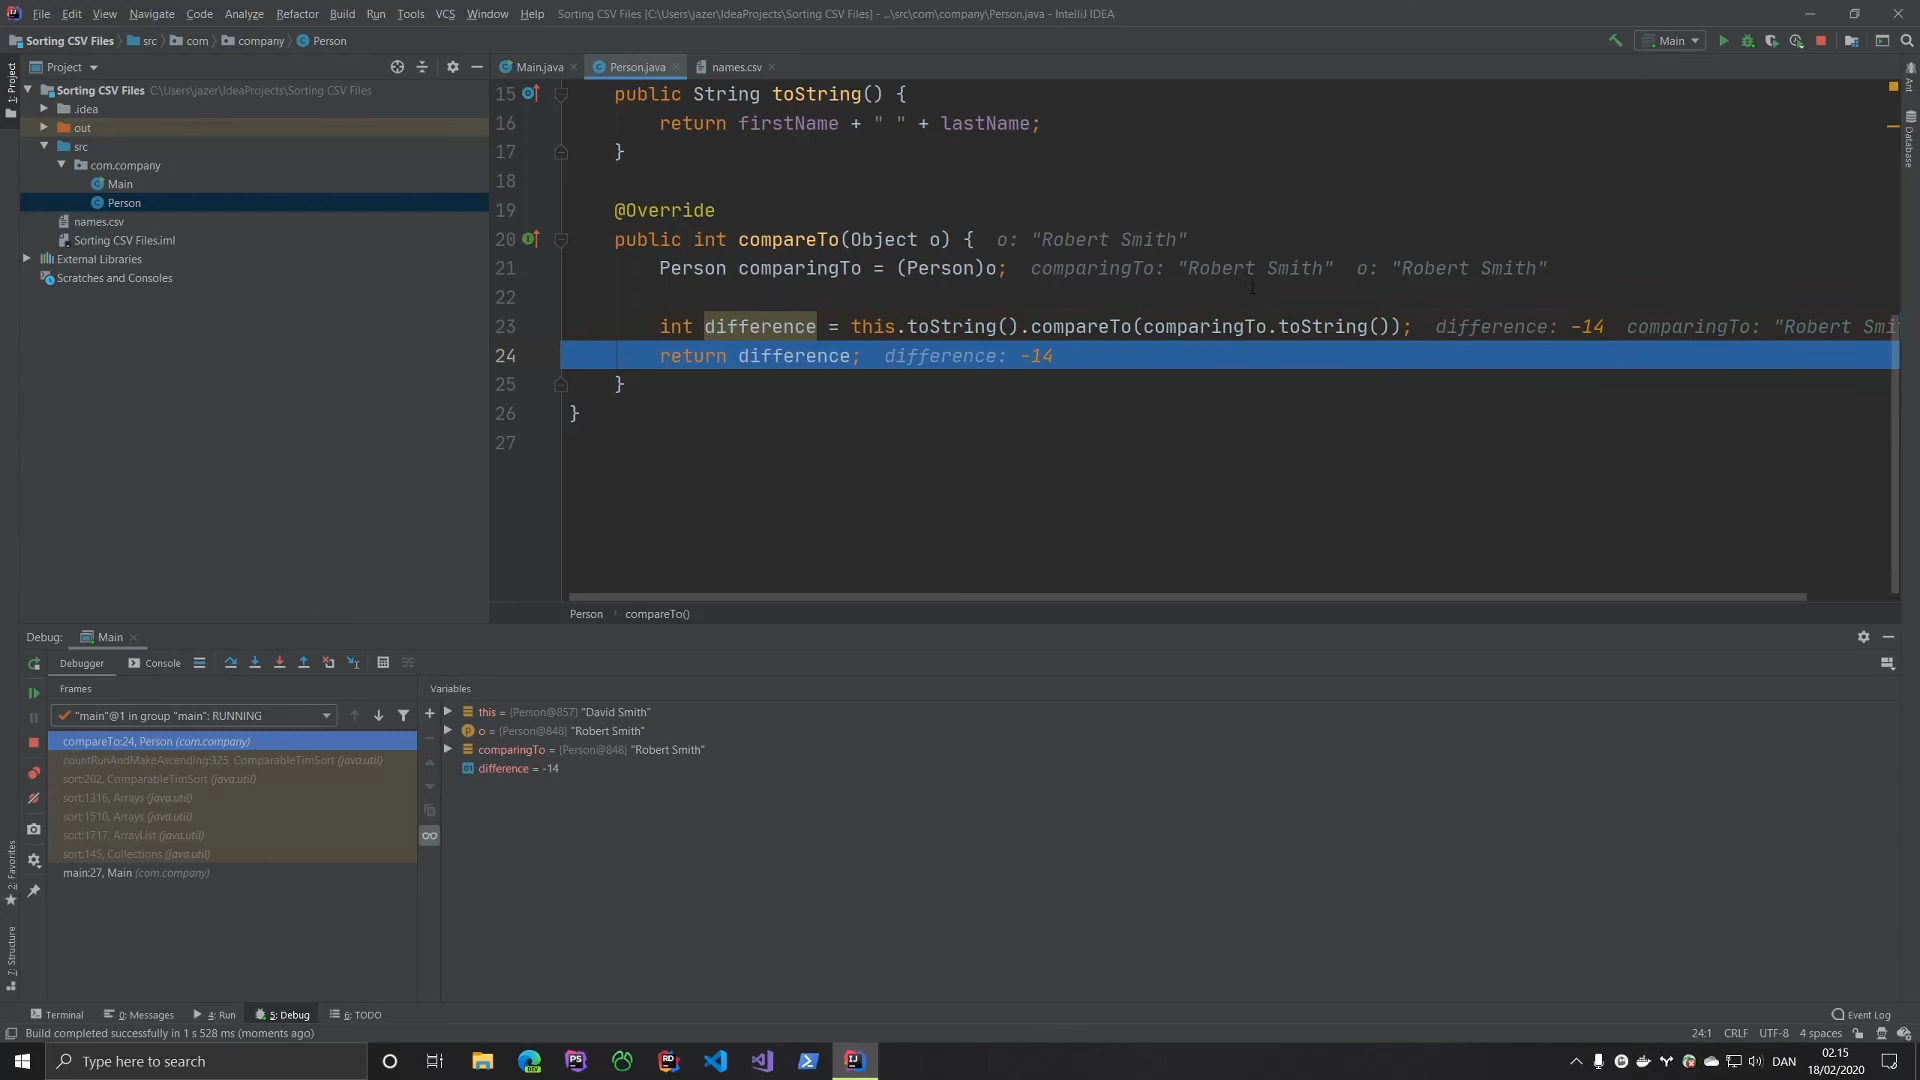 File Edit View Navigate Code Analyze Refactor Build Run Tools VCS Window Help Sorting CSV Files [C:\Users\jazer\IdeaProjects\Sorting CSV Files] - ...\src\com\company\Person.java - IntelliJ IDEA
Sorting CSV Files src com company Person Main
1: Project
Project
Main.java Person.java names.csv
Sorting CSV Files C:\Users\jazer\IdeaProjects\Sorting CSV Files
.idea
out
src
com.company
Main
Person
names.csv
Sorting CSV Files.iml
External Libraries
Scratches and Consoles
15 public String toString() {
16 return firstName + " " + lastName;
17 }
18
19 @Override
20 public int compareTo(Object o) { o: "Robert Smith"
21 Person comparingTo = (Person)o; comparingTo: "Robert Smith" o: "Robert Smith"
22
23 int difference = this.toString().compareTo(comparingTo.toString()); difference: -14 comparingTo: "Robert Smi
24 return difference; difference: -14
25 }
26 }
27
Person compareTo()
Ant
Database
Debug: Main
Debugger Console
Frames
Variables
"main"@1 in group "main": RUNNING
compareTo:24, Person (com.company)
countRunAndMakeAscending:325, ComparableTimSort (java.util)
sort:202, ComparableTimSort (java.util)
sort:1316, Arrays (java.util)
sort:1510, Arrays (java.util)
sort:1717, ArrayList (java.util)
sort:145, Collections (java.util)
main:27, Main (com.company)
this = {Person@857} "David Smith"
o = {Person@848} "Robert Smith"
comparingTo = {Person@848} "Robert Smith"
difference = -14
2: Favorites
7: Structure
Terminal 0: Messages 4: Run 5: Debug 6: TODO Event Log
Build completed successfully in 1 s 528 ms (moments ago) 24:1 CRLF UTF-8 4 spaces
Type here to search
DAN
02.15
18/02/2020